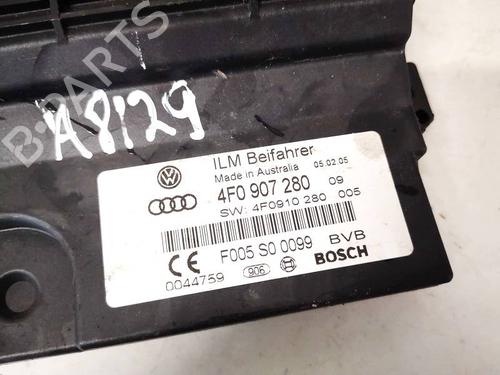 B-PARTS
A8129
ILM Beifahrer
Made in Australia 05.02.05
4F0 907 280 09
SW: 4F0910 280 005
F005 S0 0099 BVB
CE 0044759 906 BOSCH